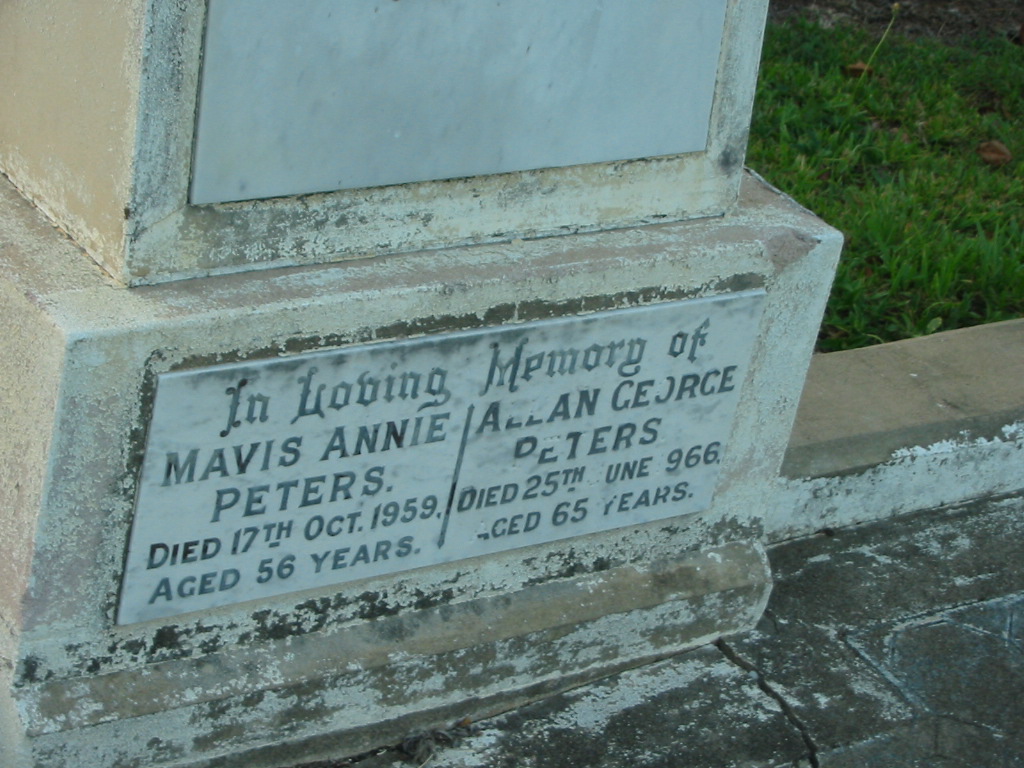 In Loving Memory of
MAVIS ANNIE
PETERS.
DIED 17TH OCT. 1959.
AGED 56 YEARS.
ALLAN GEORGE
PETERS
DIED 25TH UNE 966.
AGED 65 YEARS.